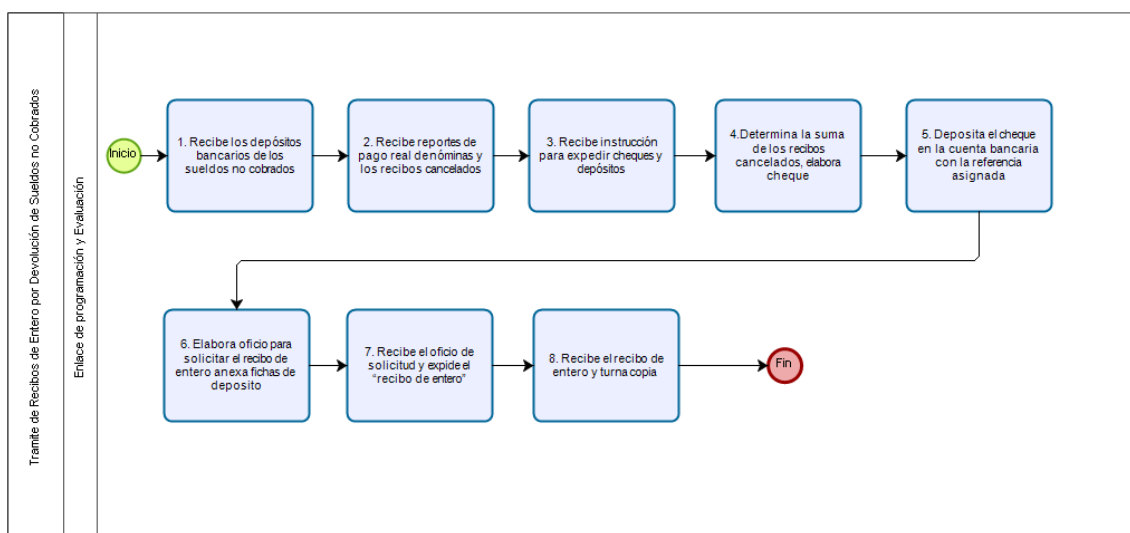 Tramite de Recibos de Entero por Devolución de Sueldos no Cobrados
Enlace de programación y Evaluación
Inicio
1. Recibe los depósitos
bancarios de los
sueldos no cobrados
2. Recibe reportes de
pago real de nóminas y
los recibos cancelados
3. Recibe instrucción
para expedir cheques y
depósitos
4.Determina la suma
de los recibos
cancelados, elabora
cheque
5. Deposita el cheque
en la cuenta bancaria
con la referencia
asignada
6. Elabora oficio para
solicitar el recibo de
entero anexa fichas de
deposito
7. Recibe el oficio de
solicitud y expide el
“recibo de entero”
8. Recibe el recibo de
entero y turna copia
Fin